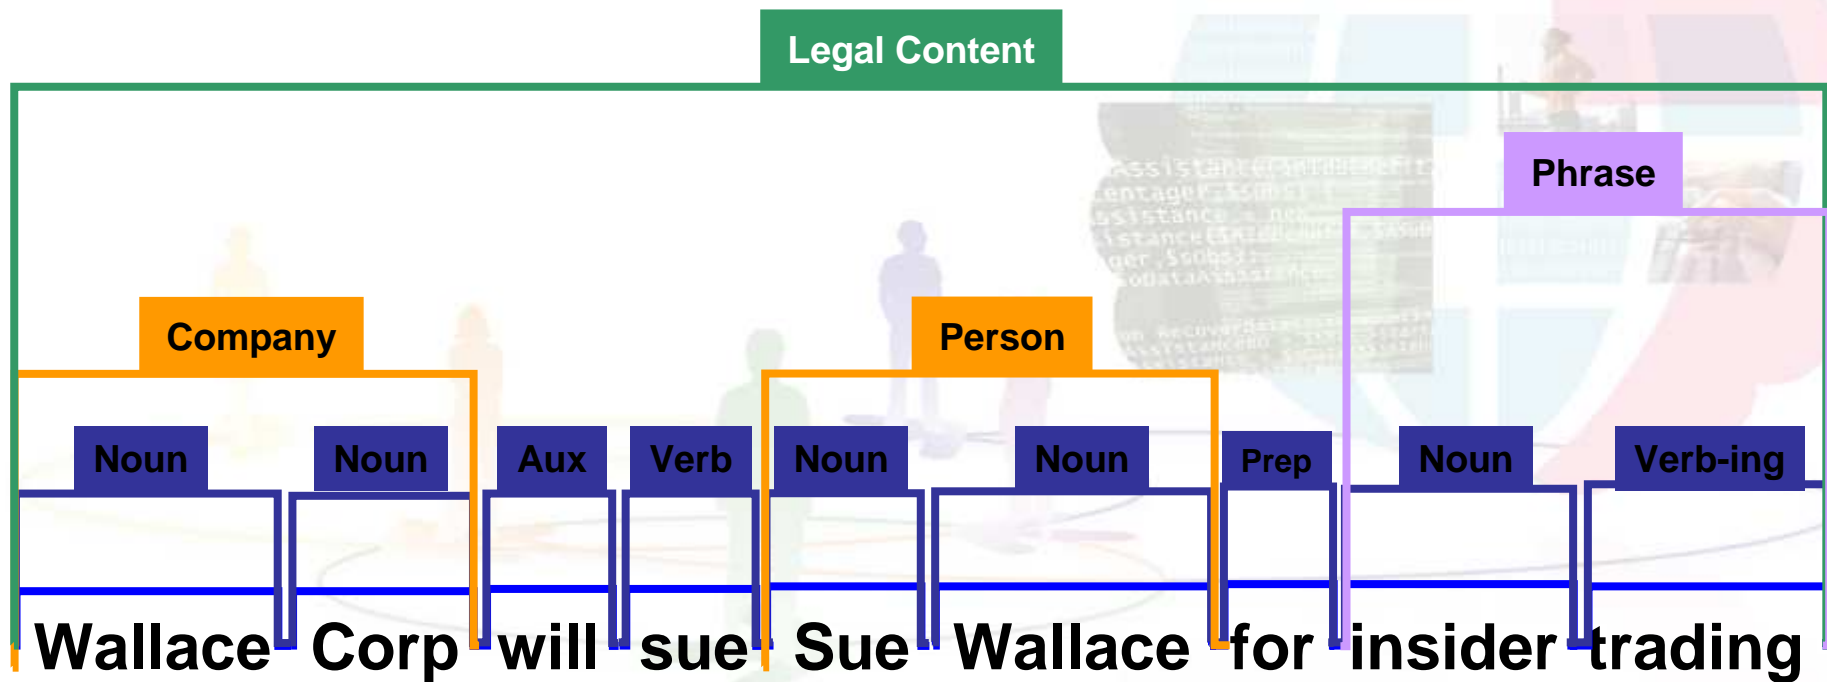 Legal Content
Phrase
Company Person
Noun Noun Aux Verb Noun Noun Prep Noun Verb-ing
Wallace Corp will sue Sue Wallace for insider trading